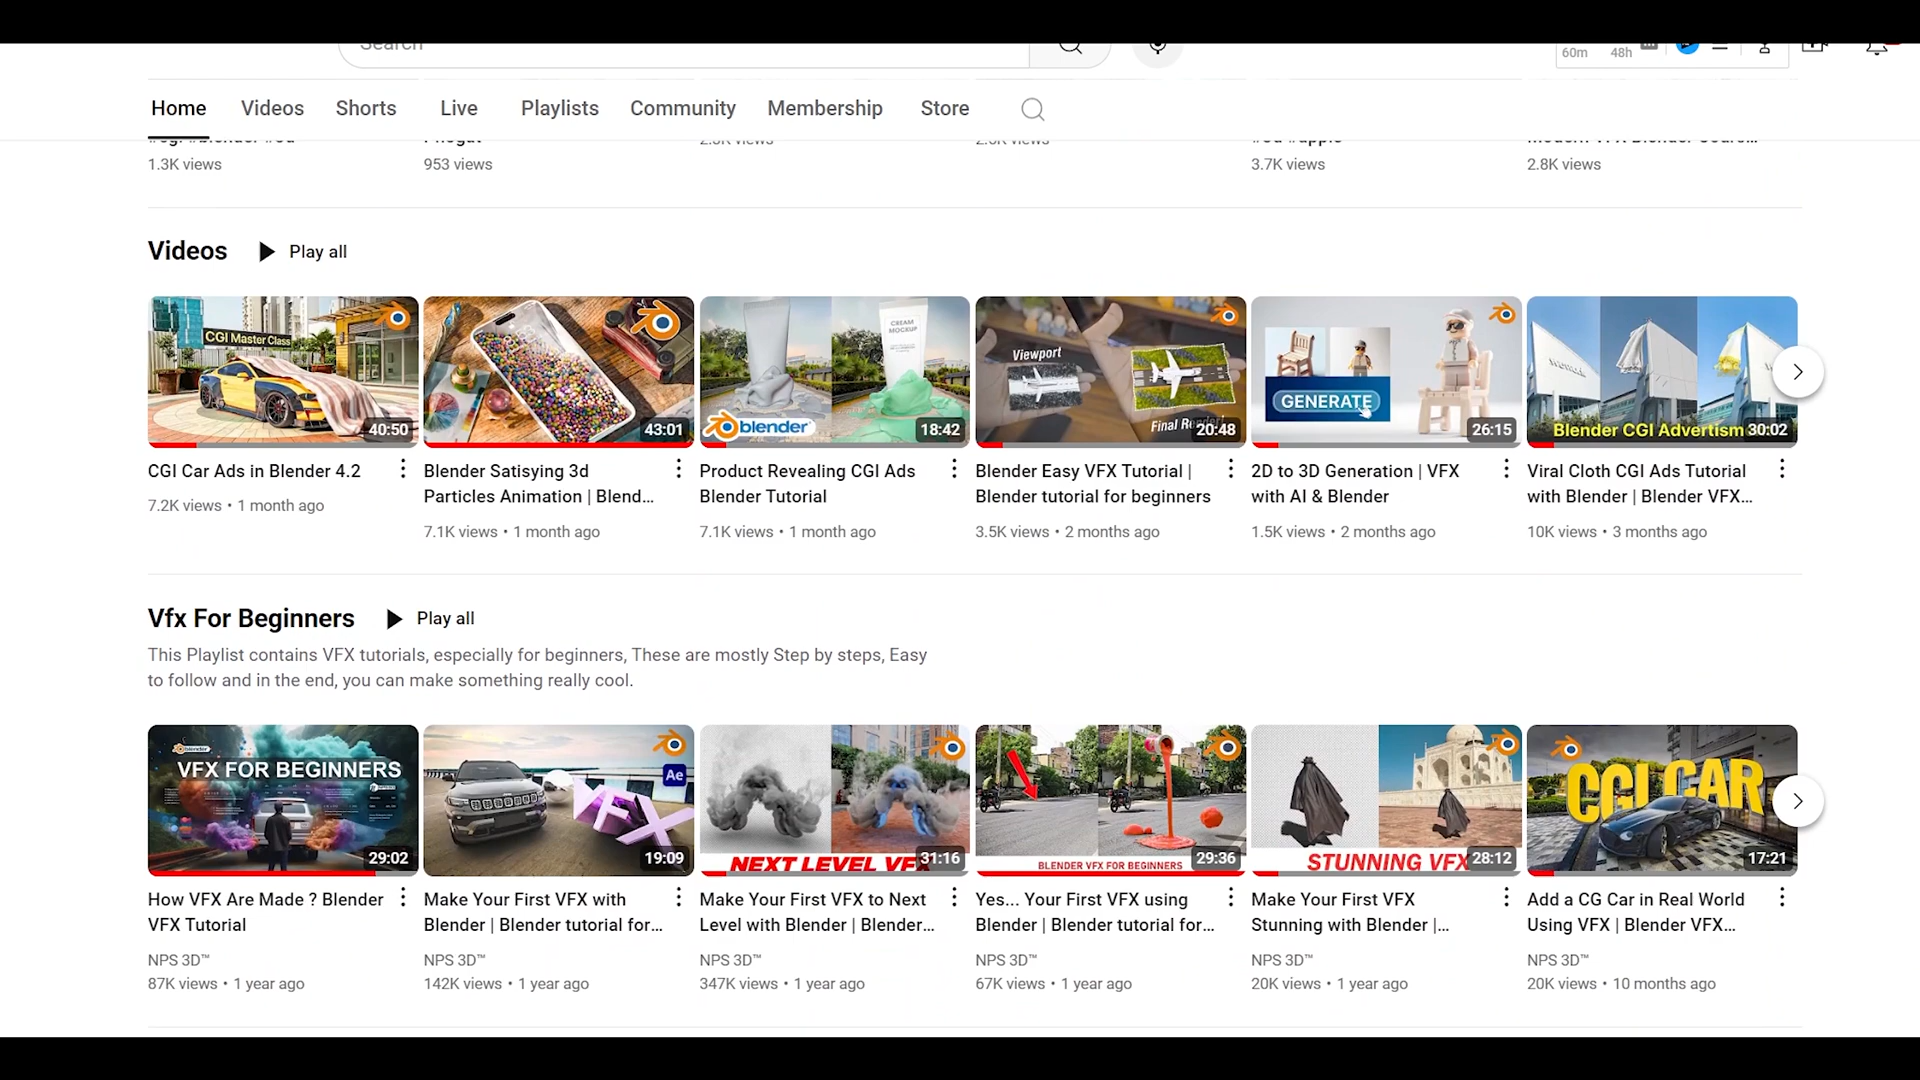 Search
60m 48h
Home Videos Shorts Live Playlists Community Membership Store
1.3K views
953 views
2.8K views
3.7K views
2.8K views
Videos Play all
CGI Master Class
40:50
43:01
CREAM
MOCKUP
blender
18:42
Viewport
Final
20:48
GENERATE
26:15
Blender CGI Advertism
30:02
CGI Car Ads in Blender 4.2
7.2K views • 1 month ago
Blender Satisying 3d
Particles Animation | Blend...
7.1K views • 1 month ago
Product Revealing CGI Ads
Blender Tutorial
7.1K views • 1 month ago
Blender Easy VFX Tutorial |
Blender tutorial for beginners
3.5K views • 2 months ago
2D to 3D Generation | VFX
with AI & Blender
1.5K views • 2 months ago
Viral Cloth CGI Ads Tutorial
with Blender | Blender VFX...
10K views • 3 months ago
Vfx For Beginners Play all
This Playlist contains VFX tutorials, especially for beginners, These are mostly Step by steps, Easy
to follow and in the end, you can make something really cool.
blender
VFX FOR BEGINNERS
29:02
Ae
VFX
19:09
NEXT LEVEL VF
31:16
BLENDER VFX FOR BEGINNERS
29:36
STUNNING VFX
28:12
CGI CAR
17:21
How VFX Are Made ? Blender
VFX Tutorial
NPS 3D™
87K views • 1 year ago
Make Your First VFX with
Blender | Blender tutorial for...
NPS 3D™
142K views • 1 year ago
Make Your First VFX to Next
Level with Blender | Blender...
NPS 3D™
347K views • 1 year ago
Yes... Your First VFX using
Blender | Blender tutorial for...
NPS 3D™
67K views • 1 year ago
Make Your First VFX
Stunning with Blender |...
NPS 3D™
20K views • 1 year ago
Add a CG Car in Real World
Using VFX | Blender VFX...
NPS 3D™
20K views • 10 months ago